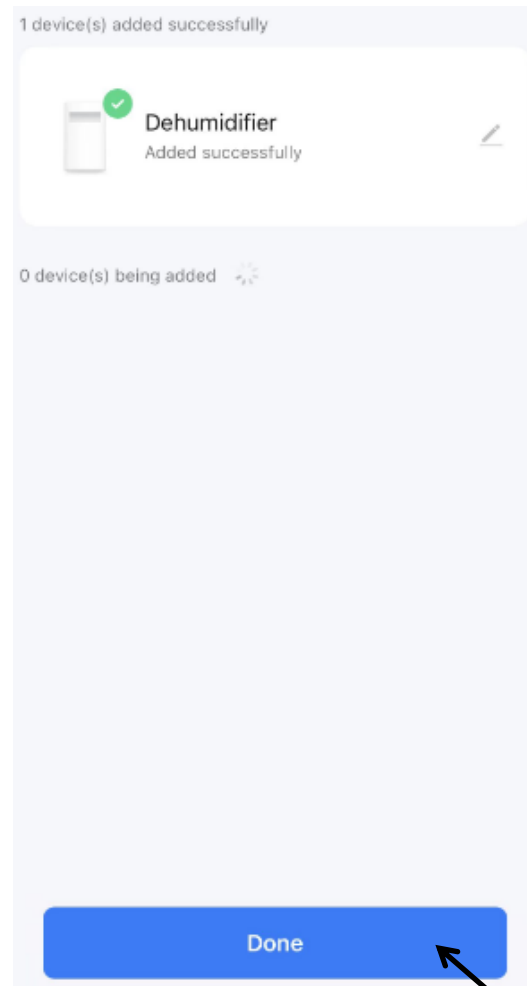 1 device(s) added successfully
Dehumidifier
Added successfully
0 device(s) being added
Done